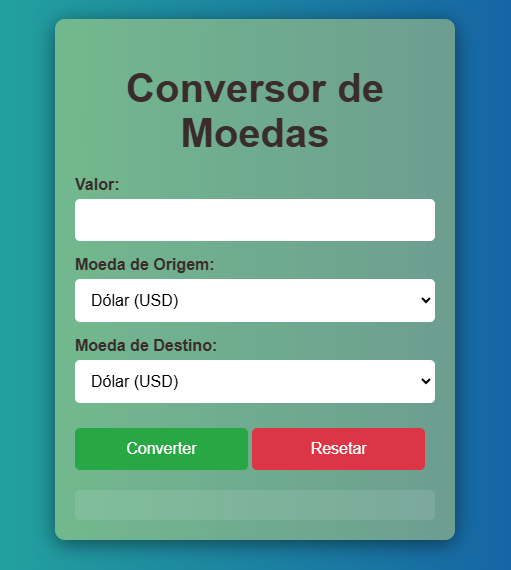 Conversor de
Moedas
Valor:
Moeda de Origem:
Dólar (USD)
Moeda de Destino:
Dólar (USD)
Converter
Resetar